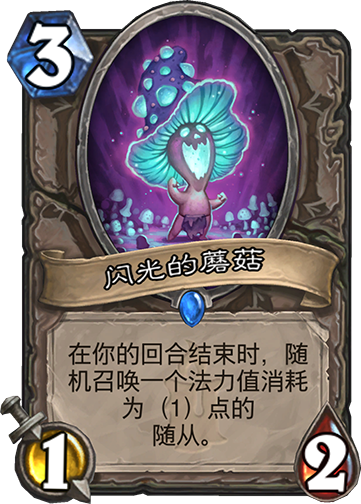 3
闪光的蘑菇
在你的回合结束时，随
机召唤一个法力值消耗
为（1）点的
随从。
1
2